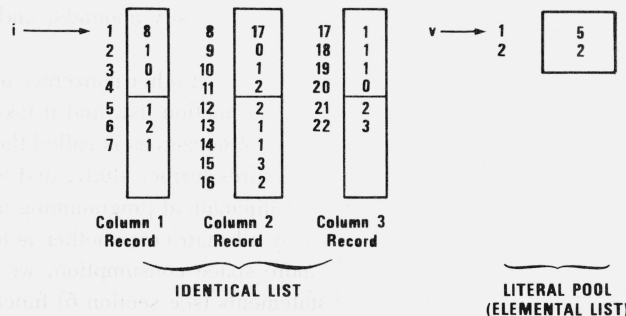 i 1 8 8 17 17 1 v 1 5
2 1 9 0 18 1 2 2
3 0 10 1 19 1
4 1 11 2 20 0
5 1 12 2 21 2
6 2 13 1 22 3
7 1 14 1
15 3
16 2
Column 1 Column 2 Column 3
Record Record Record
IDENTICAL LIST LITERAL POOL
(ELEMENTAL LIST)